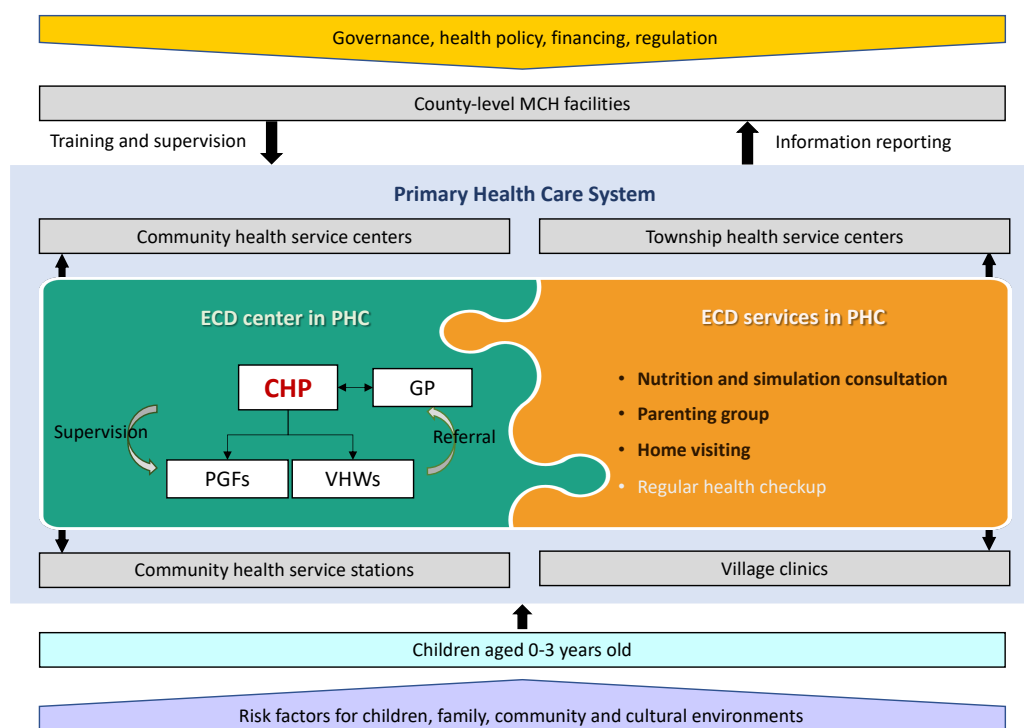 Governance, health policy, financing, regulation
County-level MCH facilities
Training and supervision
Information reporting
Primary Health Care System
Community health service centers
Township health service centers
ECD center in PHC
ECD services in PHC
CHP
GP
Supervision
Referral
PGFs
VHWs
• Nutrition and simulation consultation
• Parenting group
• Home visiting
• Regular health checkup
Community health service stations
Village clinics
Children aged 0-3 years old
Risk factors for children, family, community and cultural environments